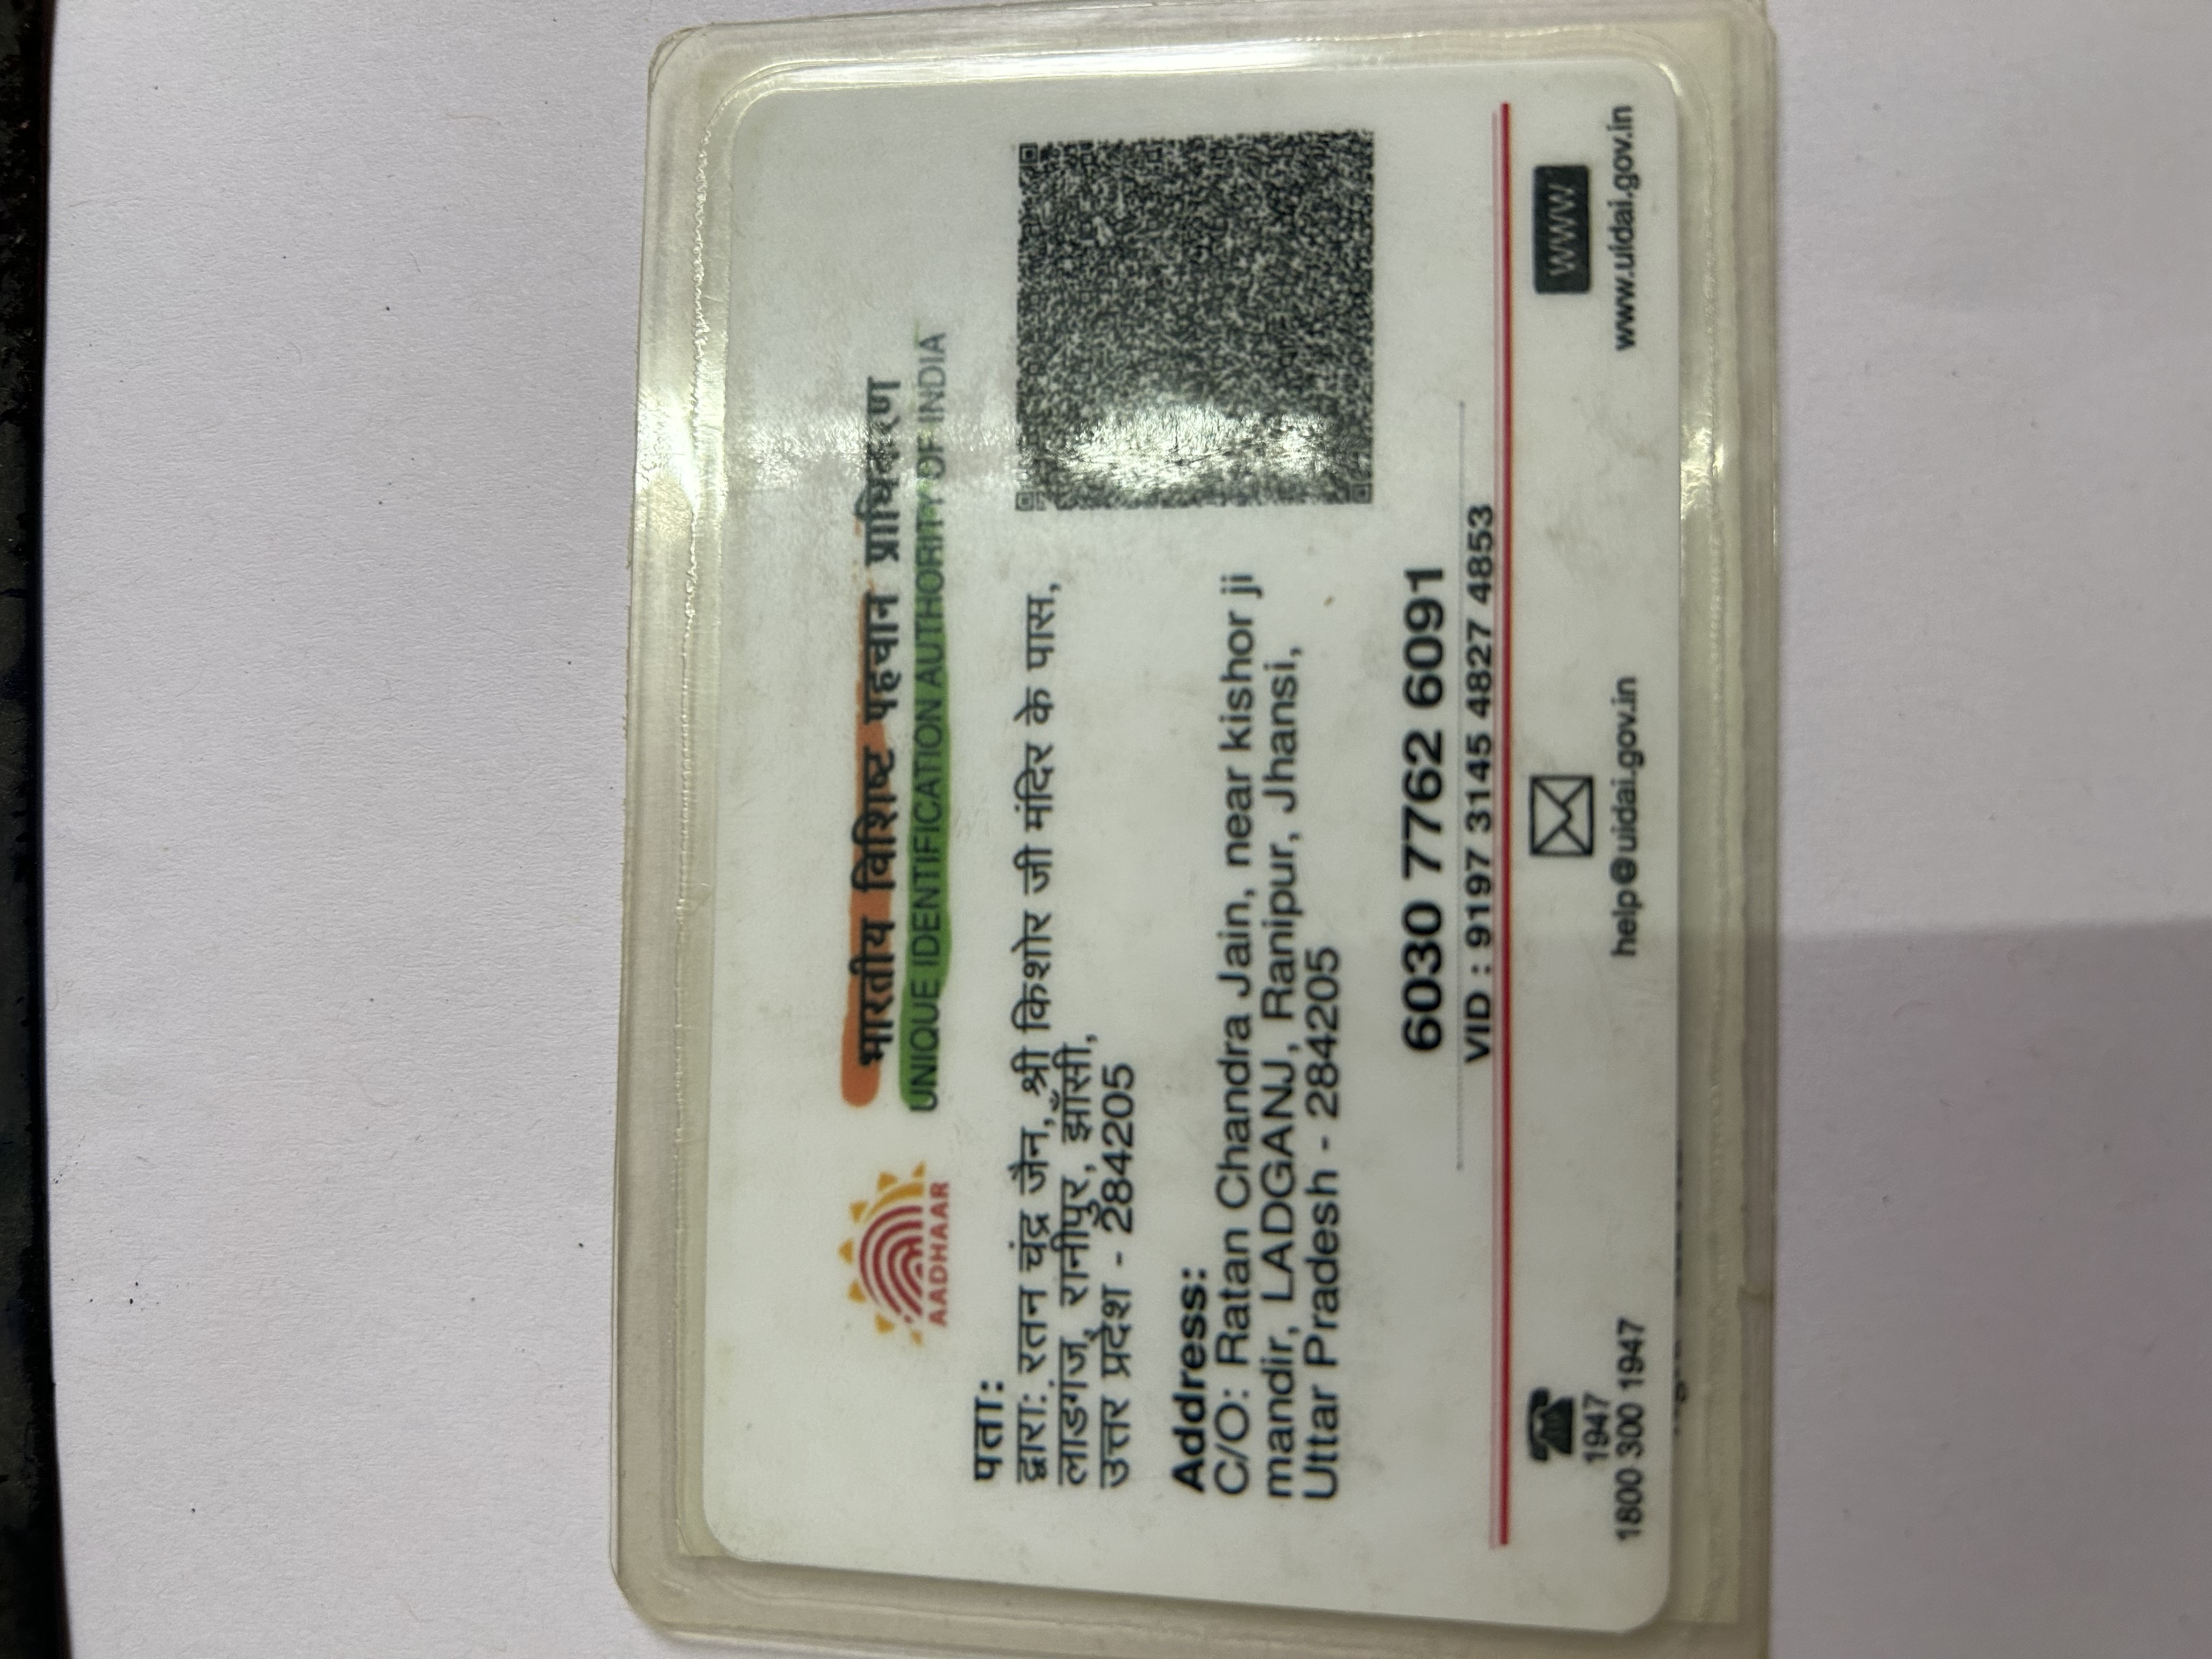 भारतीय विशिष्ट पहचान प्राधिकरण
UNIQUE IDENTIFICATION AUTHORITY OF INDIA
AADHAAR
पता:
द्वारा: रतन चंद्र जैन, श्री किशोर जी मंदिर के पास,
लाडगंज, रानीपुर, झाँसी,
उत्तर प्रदेश - 284205
Address:
C/O: Ratan Chandra Jain, near kishor ji
mandir, LADGANJ, Ranipur, Jhansi,
Uttar Pradesh - 284205
6030 7762 6091
VID : 9197 3145 4827 4853
1947
1800 300 1947
help@uidai.gov.in
www
www.uidai.gov.in